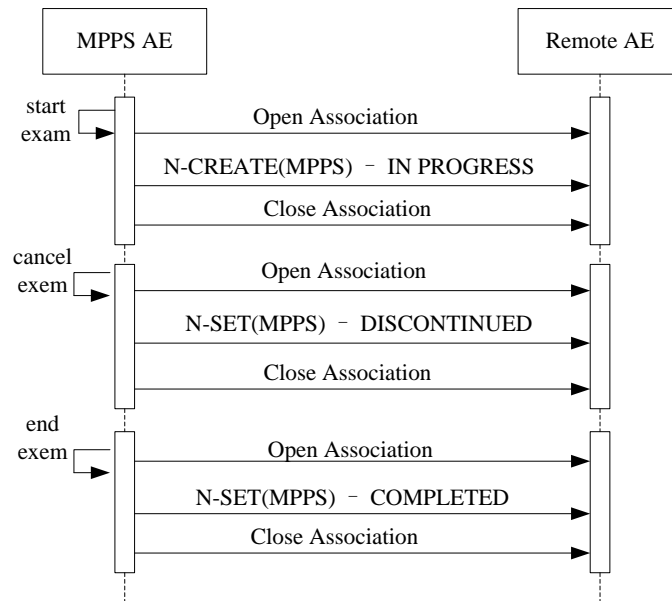 MPPS AE
Remote AE
start
exam
Open Association
N-CREATE(MPPS) – IN PROGRESS
Close Association
cancel
exem
Open Association
N-SET(MPPS) – DISCONTINUED
Close Association
end
exem
Open Association
N-SET(MPPS) – COMPLETED
Close Association